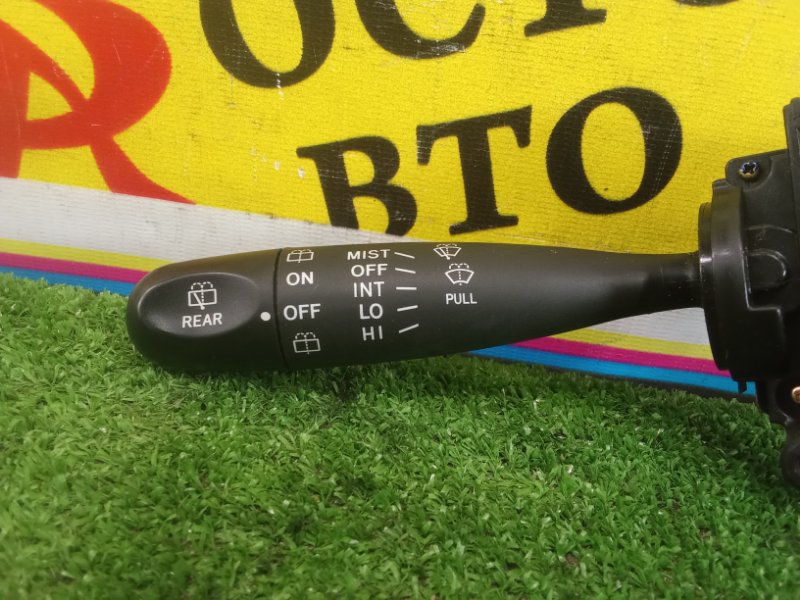 ВТО
MIST
OFF
ON
INT
OFF
LO
HI
PULL
REAR